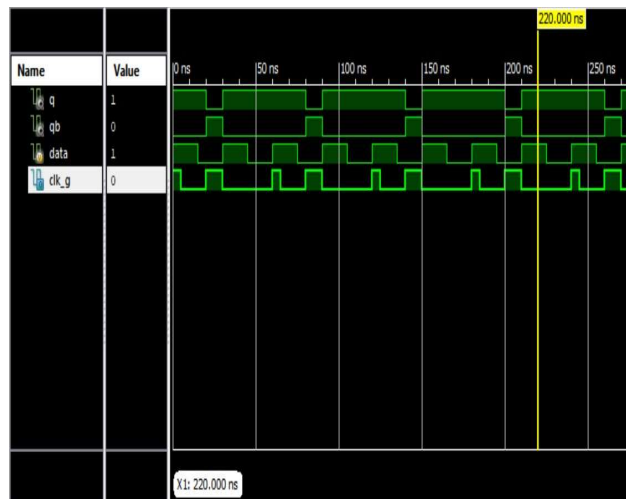 220.000 ns
Name Value 0 ns 50 ns 100 ns 150 ns 200 ns 250 ns
q 1
qb 0
data 1
clk_g 0
X1: 220.000 ns